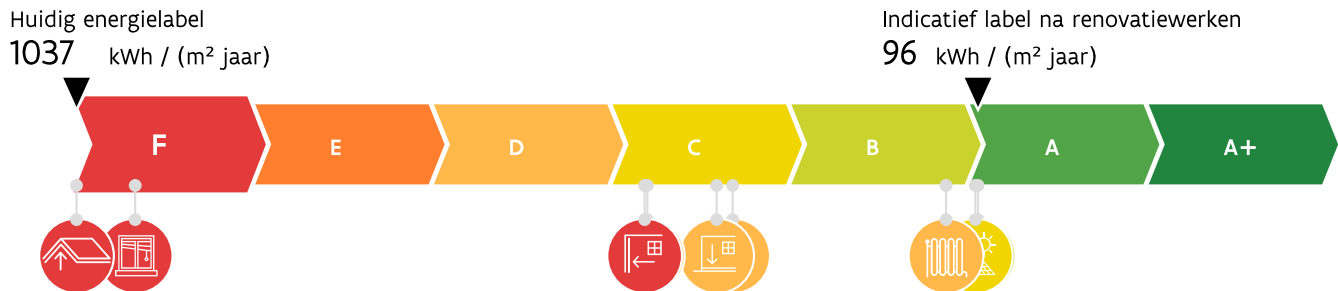 Huidig energielabel
1037 kWh / (m² jaar)
Indicatief label na renovatiewerken
96 kWh / (m² jaar)
F E D C B A A+